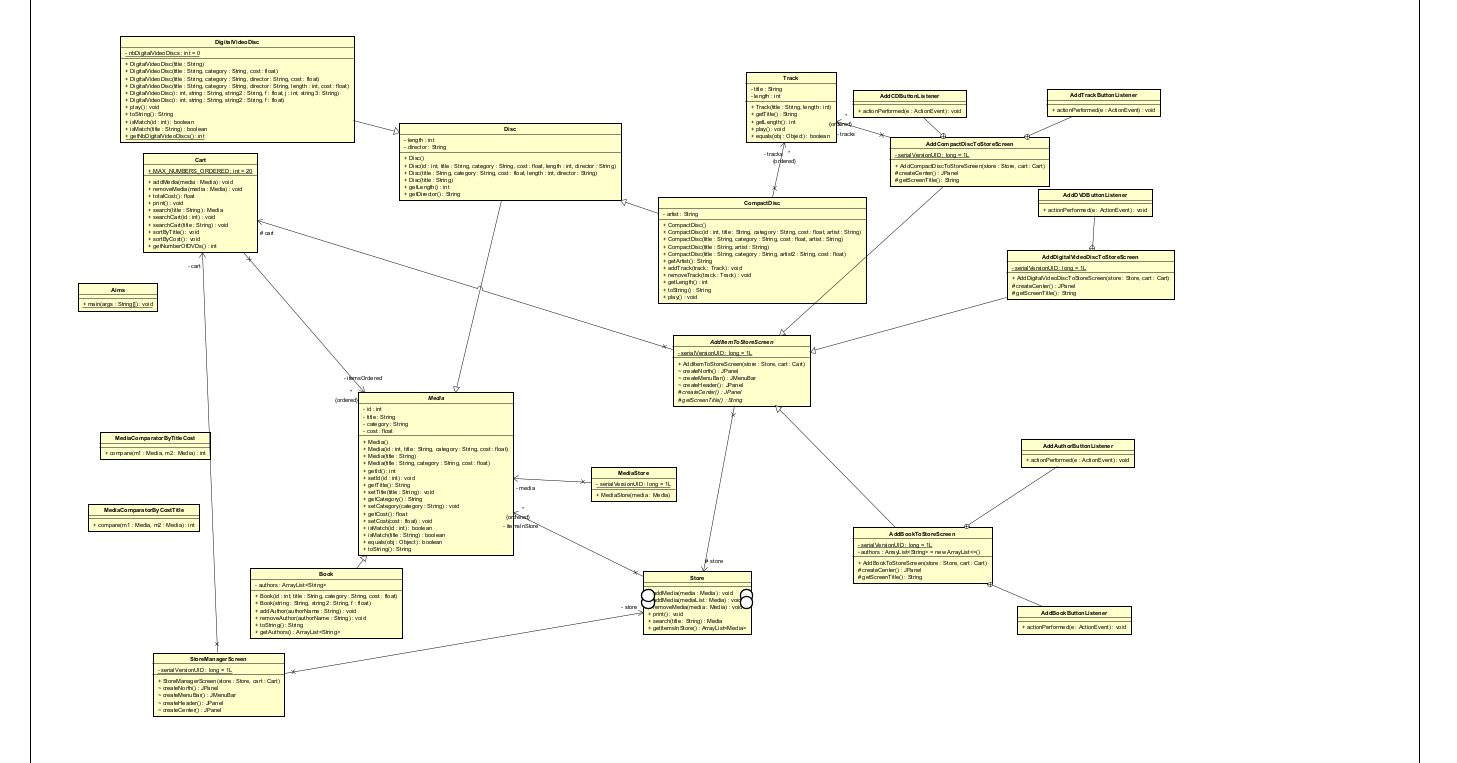 DigitalVideoDisc
- nbDigitalVideoDiscs : int = 0
+ DigitalVideoDisc(title : String)
+ DigitalVideoDisc(title : String, category : String, cost : float)
+ DigitalVideoDisc(title : String, category : String, director : String, cost : float)
+ DigitalVideoDisc(title : String, category : String, director : String, length : int, cost : float)
+ DigitalVideoDisc(i : int, string : String, string2 : String, f : float, j : int, string3 : String)
+ DigitalVideoDisc(i : int, string : String, string2 : String, f : float)
+ play() : void
+ toString() : String
+ isMatch(id : int) : boolean
+ isMatch(title : String) : boolean
+ getNbDigitalVideoDiscs() : int
Cart
+ MAX_NUMBERS_ORDERED : int = 20
+ addMedia(media : Media) : void
+ removeMedia(media : Media) : void
+ totalCost() : float
+ print() : void
+ search(title : String) : Media
+ searchCart(id : int) : void
+ searchCart(title : String) : void
+ sortByTitle() : void
+ sortByCost() : void
+ getNumberOfDVDs() : int
# cart
- cart
Disc
- length : int
- director : String
+ Disc()
+ Disc(id : int, title : String, category : String, cost : float, length : int, director : String)
+ Disc(title : String, category : String, cost : float, length : int, director : String)
+ Disc(title : String)
+ getLength() : int
+ getDirector() : String
Track
- title : String
- length : int
+ Track(title : String, length : int)
+ getTitle() : String
+ getLength() : int
+ play() : void
+ equals(obj : Object) : boolean
*
(ordered)
- tracks
- tracks *
(ordered)
AddCDButtonListener
+ actionPerformed(e : ActionEvent) : void
AddTrackButtonListener
+ actionPerformed(e : ActionEvent) : void
AddCompactDiscToStoreScreen
- serialVersionUID : long = 1L
+ AddCompactDiscToStoreScreen(store : Store, cart : Cart)
# createCenter() : JPanel
# getScreenTitle() : String
AddDVDButtonListener
+ actionPerformed(e : ActionEvent) : void
CompactDisc
- artist : String
+ CompactDisc()
+ CompactDisc(id : int, title : String, category : String, cost : float, artist : String)
+ CompactDisc(title : String, category : String, cost : float, artist : String)
+ CompactDisc(title : String, artist : String)
+ CompactDisc(title : String, category : String, artist2 : String, cost : float)
+ getArtist() : String
+ addTrack(track : Track) : void
+ removeTrack(track : Track) : void
+ getLength() : int
+ toString() : String
+ play() : void
AddDigitalVideoDiscToStoreScreen
- serialVersionUID : long = 1L
+ AddDigitalVideoDiscToStoreScreen(store : Store, cart : Cart)
# createCenter() : JPanel
# getScreenTitle() : String
Aims
+ main(args : String[]) : void
AddItemToStoreScreen
- serialVersionUID : long = 1L
+ AddItemToStoreScreen(store : Store, cart : Cart)
~ createNorth() : JPanel
~ createMenuBar() : JMenuBar
~ createHeader() : JPanel
# createCenter() : JPanel
# getScreenTitle() : String
- itemsOrdered
*
(ordered)
Media
- id : int
- title : String
- category : String
- cost : float
+ Media()
+ Media(id : int, title : String, category : String, cost : float)
+ Media(title : String)
+ Media(title : String, category : String, cost : float)
+ getId() : int
+ setId(id : int) : void
+ getTitle() : String
+ setTitle(title : String) : void
+ getCategory() : String
+ setCategory(category : String) : void
+ getCost() : float
+ setCost(cost : float) : void
+ isMatch(id : int) : boolean
+ isMatch(title : String) : boolean
+ equals(obj : Object) : boolean
+ toString() : String
MediaComparatorByTitleCost
+ compare(m1 : Media, m2 : Media) : int
MediaStore
- serialVersionUID : long = 1L
+ MediaStore(media : Media)
- media
*
(ordered)
- itemsInStore
AddAuthorButtonListener
+ actionPerformed(e : ActionEvent) : void
MediaComparatorByCostTitle
+ compare(m1 : Media, m2 : Media) : int
AddBookToStoreScreen
- serialVersionUID : long = 1L
- authors : ArrayList<String> = new ArrayList<>()
+ AddBookToStoreScreen(store : Store, cart : Cart)
# createCenter() : JPanel
# getScreenTitle() : String
# store
Book
- authors : ArrayList<String>
+ Book(id : int, title : String, category : String, cost : float)
+ Book(string : String, string2 : String, f : float)
+ addAuthor(authorName : String) : void
+ removeAuthor(authorName : String) : void
+ toString() : String
+ getAuthors() : ArrayList<String>
Store
addMedia(media : Media) : void
addMedia(mediaList : Media) : void
removeMedia(media : Media) : void
+ print() : void
+ search(title : String) : Media
+ getItemsInStore() : ArrayList<Media>
- store
AddBookButtonListener
+ actionPerformed(e : ActionEvent) : void
StoreManagerScreen
- serialVersionUID : long = 1L
+ StoreManagerScreen(store : Store, cart : Cart)
~ createNorth() : JPanel
~ createMenuBar() : JMenuBar
~ createHeader() : JPanel
~ createCenter() : JPanel